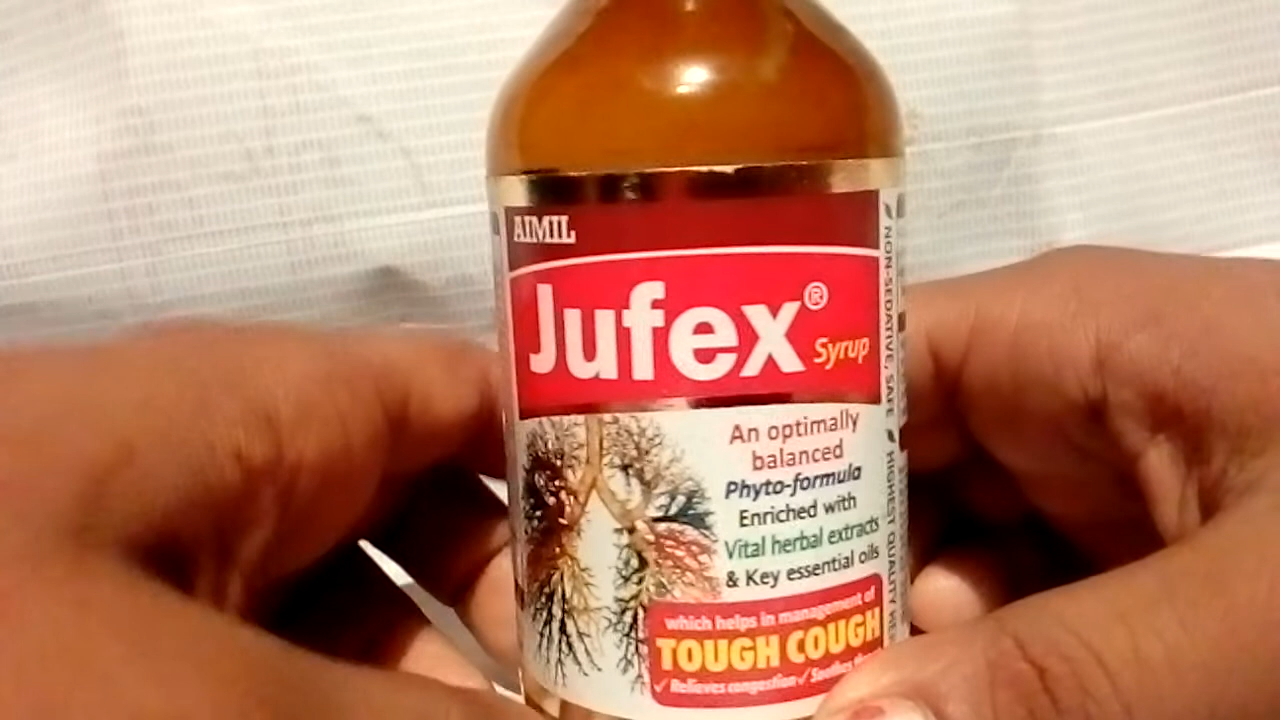 AIMIL
Jufex®
Syrup
An optimally
balanced
Phyto-formula
Enriched with
Vital herbal extracts
& Key essential oils
which helps in management of
TOUGH COUGH
✓ Relieves congestion ✓ Soothes
NON-SEDATIVE, SAFE HIGHEST QUALITY